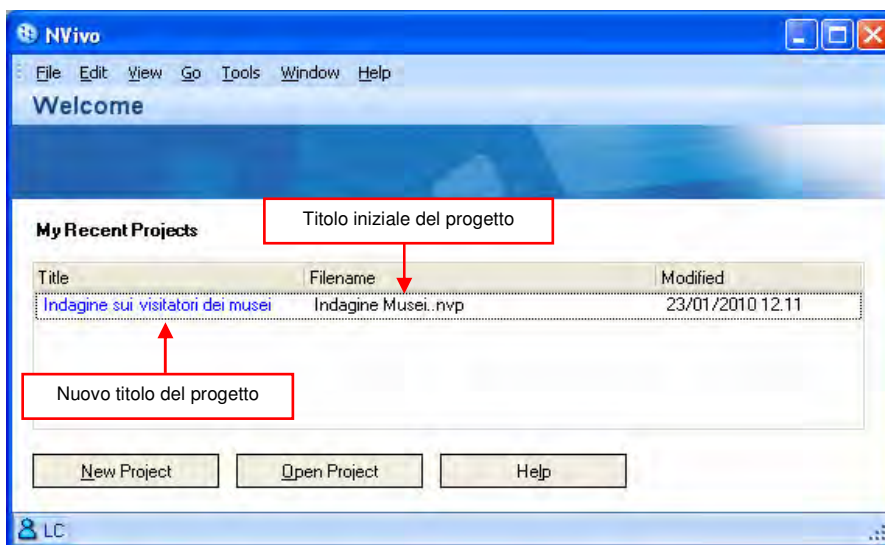 NVivo
File Edit View Go Tools Window Help
Welcome
Titolo iniziale del progetto
My Recent Projects
Title Filename Modified
Indagine sui visitatori dei musei Indagine Musei..nvp 23/01/2010 12.11
Nuovo titolo del progetto
New Project Open Project Help
LC